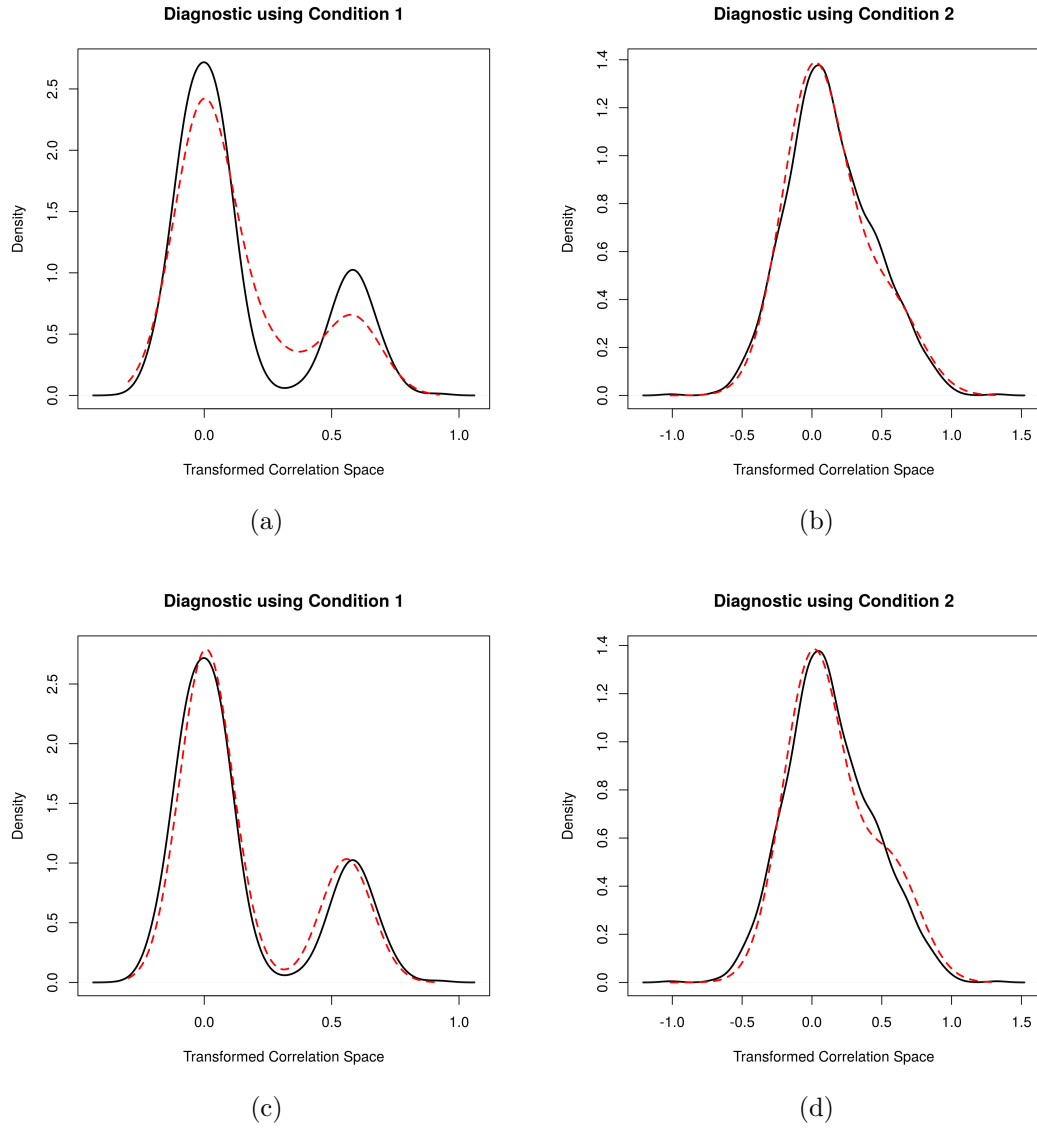 Diagnostic using Condition 1
Density
0.0 0.5 1.0 1.5 2.0 2.5
0.0 0.5 1.0
Transformed Correlation Space
(a)
Diagnostic using Condition 2
Density
0.0 0.2 0.4 0.6 0.8 1.0 1.2 1.4
-1.0 -0.5 0.0 0.5 1.0 1.5
Transformed Correlation Space
(b)
Diagnostic using Condition 1
Density
0.0 0.5 1.0 1.5 2.0 2.5
0.0 0.5 1.0
Transformed Correlation Space
(c)
Diagnostic using Condition 2
Density
0.0 0.2 0.4 0.6 0.8 1.0 1.2 1.4
-1.0 -0.5 0.0 0.5 1.0 1.5
Transformed Correlation Space
(d)